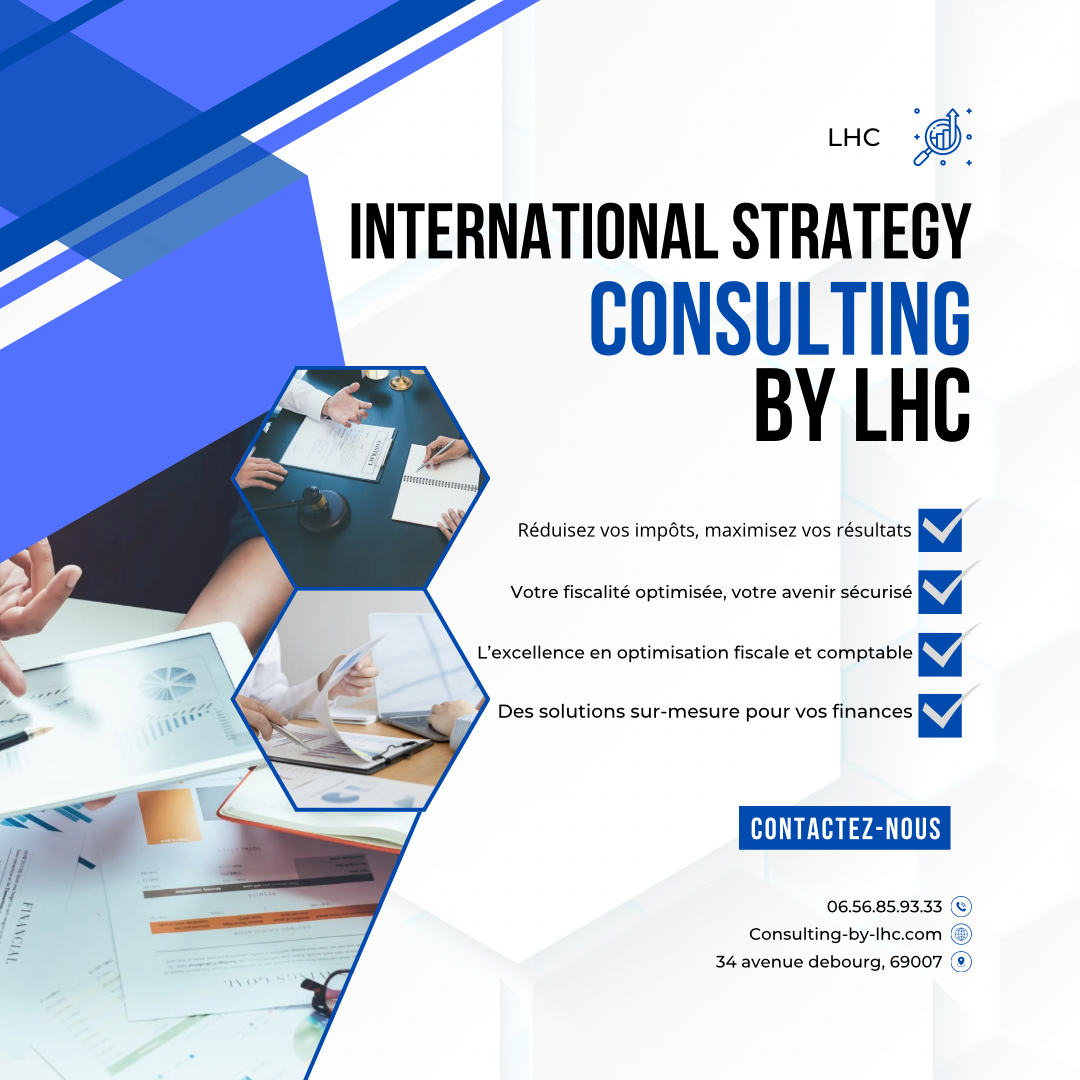 LHC
INTERNATIONAL STRATEGY
CONSULTING
BY LHC
CONTRACT
Réduisez vos impôts, maximisez vos résultats
Votre fiscalité optimisée, votre avenir sécurisé
L’excellence en optimisation fiscale et comptable
Des solutions sur-mesure pour vos finances
CONTACTEZ-NOUS
06.56.85.93.33
Consulting-by-lhc.com
34 avenue debourg, 69007
FINANCIAL